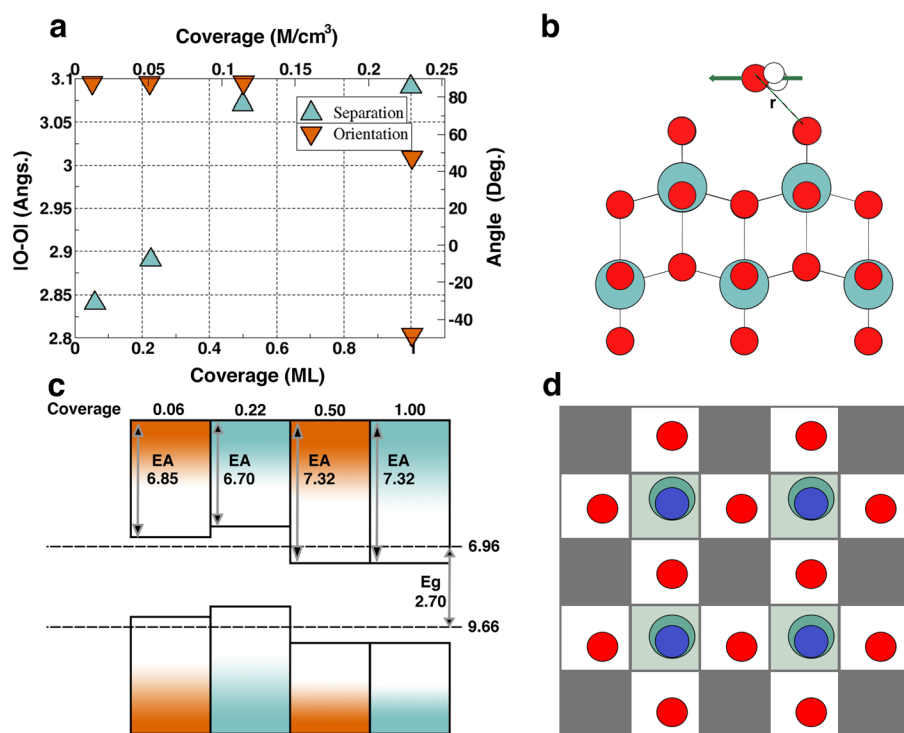 a
Coverage (M/cm³)
0 0.05 0.1 0.15 0.2 0.25
3.1
3.05
3
2.95
2.9
2.85
2.8
IO-OI (Angs.)
Separation
Orientation
80
60
40
20
0
-20
-40
Angle (Deg.)
0 0.2 0.4 0.6 0.8 1
Coverage (ML)
b
r
c
Coverage 0.06 0.22 0.50 1.00
EA
6.85
EA
6.70
EA
7.32
EA
7.32
6.96
Eg
2.70
9.66
d